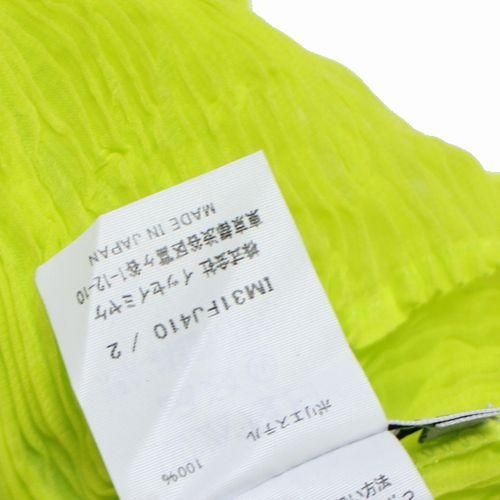 100%
ポリエステル
IM31FJ410 / 2
株式会社 イッセイミヤケ
東京都渋谷区富ヶ谷1-12-10
MADE IN JAPAN